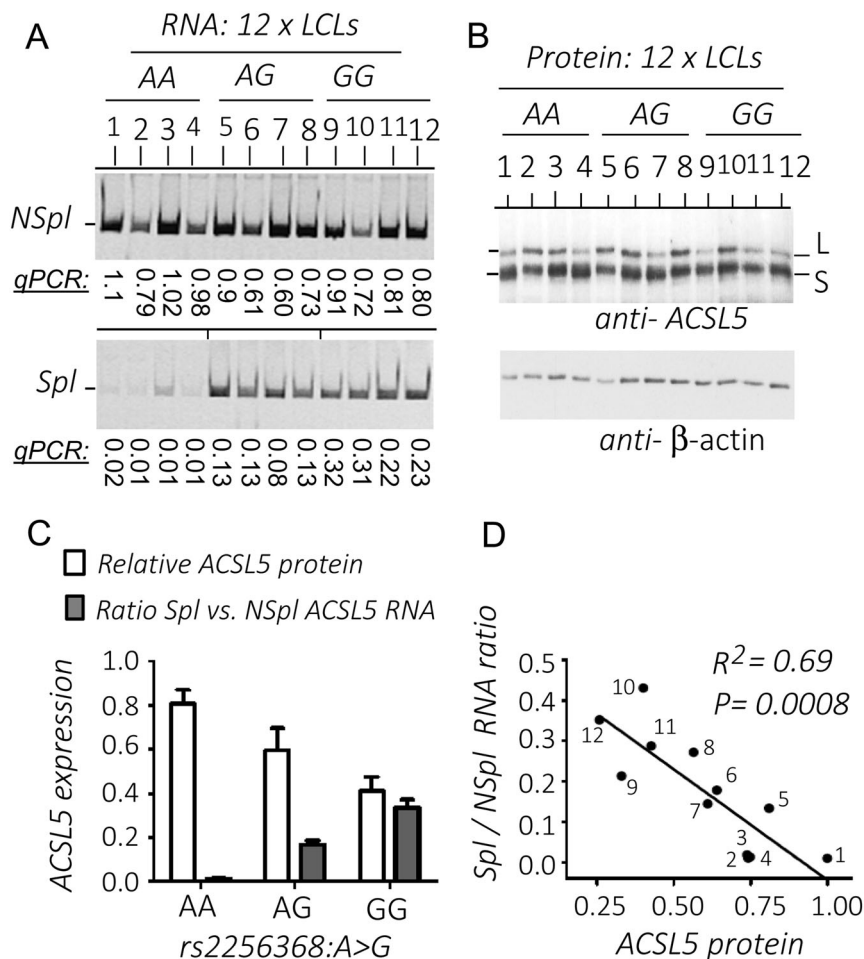 A
RNA: 12 x LCLs
AA AG GG
1 2 3 4 5 6 7 8 9 10 11 12
NSpl
qPCR: 1.1 0.79 1.02 0.98 0.9 0.61 0.60 0.73 0.91 0.72 0.81 0.80
Spl
qPCR: 0.02 0.01 0.01 0.01 0.13 0.13 0.08 0.13 0.32 0.31 0.22 0.23
B
Protein: 12 x LCLs
AA AG GG
1 2 3 4 5 6 7 8 9 10 11 12
L
S
anti- ACSL5
anti- β-actin
C
Relative ACSL5 protein
Ratio Spl vs. NSpl ACSL5 RNA
ACSL5 expression
1.0
0.8
0.6
0.4
0.2
0.0
AA AG GG
rs2256368:A>G
D
Spl / NSpl RNA ratio
R2 = 0.69
P= 0.0008
0.5
0.4
0.3
0.2
0.1
0.0
10
12
11
8
9
6
7
5
3
2
4
1
0.25 0.50 0.75 1.00
ACSL5 protein